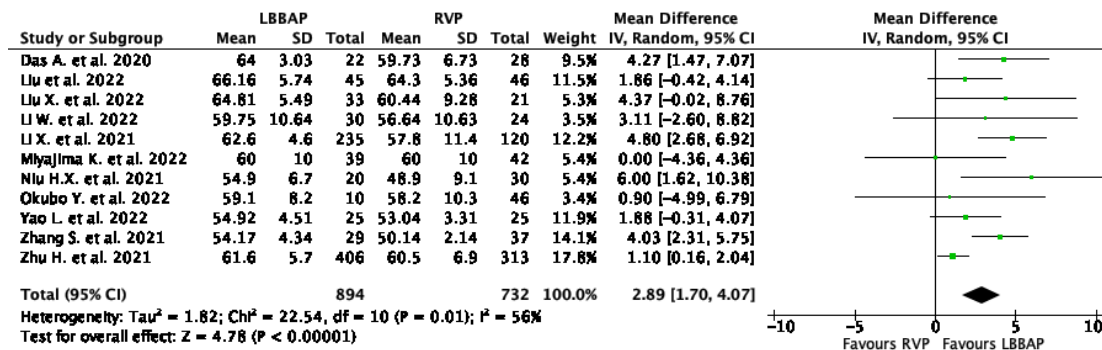 LBBAP RVP Mean Difference Mean Difference
Study or Subgroup Mean SD Total Mean SD Total Weight IV, Random, 95% CI IV, Random, 95% CI
Das A. et al. 2020 64 3.03 22 59.73 6.73 28 9.5% 4.27 [1.47, 7.07]
Liu et al. 2022 66.16 5.74 45 64.3 5.36 46 11.5% 1.86 [-0.42, 4.14]
Liu X. et al. 2022 64.81 5.49 33 60.44 9.28 21 5.3% 4.37 [-0.02, 8.76]
Li W. et al. 2022 59.75 10.64 30 56.64 10.63 24 3.5% 3.11 [-2.60, 8.82]
Li X. et al. 2021 62.6 4.6 235 57.8 11.4 120 12.2% 4.80 [2.68, 6.92]
Miyajima K. et al. 2022 60 10 39 60 10 42 5.4% 0.00 [-4.36, 4.36]
Niu H.X. et al. 2021 54.9 6.7 20 48.9 9.1 30 5.4% 6.00 [1.62, 10.38]
Okubo Y. et al. 2022 59.1 8.2 10 58.2 10.3 46 3.4% 0.90 [-4.99, 6.79]
Yao L. et al. 2022 54.92 4.51 25 53.04 3.31 25 11.9% 1.88 [-0.31, 4.07]
Zhang S. et al. 2021 54.17 4.34 29 50.14 2.14 37 14.1% 4.03 [2.31, 5.75]
Zhu H. et al. 2021 61.6 5.7 406 60.5 6.9 313 17.8% 1.10 [0.16, 2.04]
Total (95% CI) 894 732 100.0% 2.89 [1.70, 4.07]
Heterogeneity: Tau² = 1.82; Chi² = 22.54, df = 10 (P = 0.01); I² = 56%
Test for overall effect: Z = 4.78 (P < 0.00001)
-10 -5 0 5 10
Favours RVP Favours LBBAP